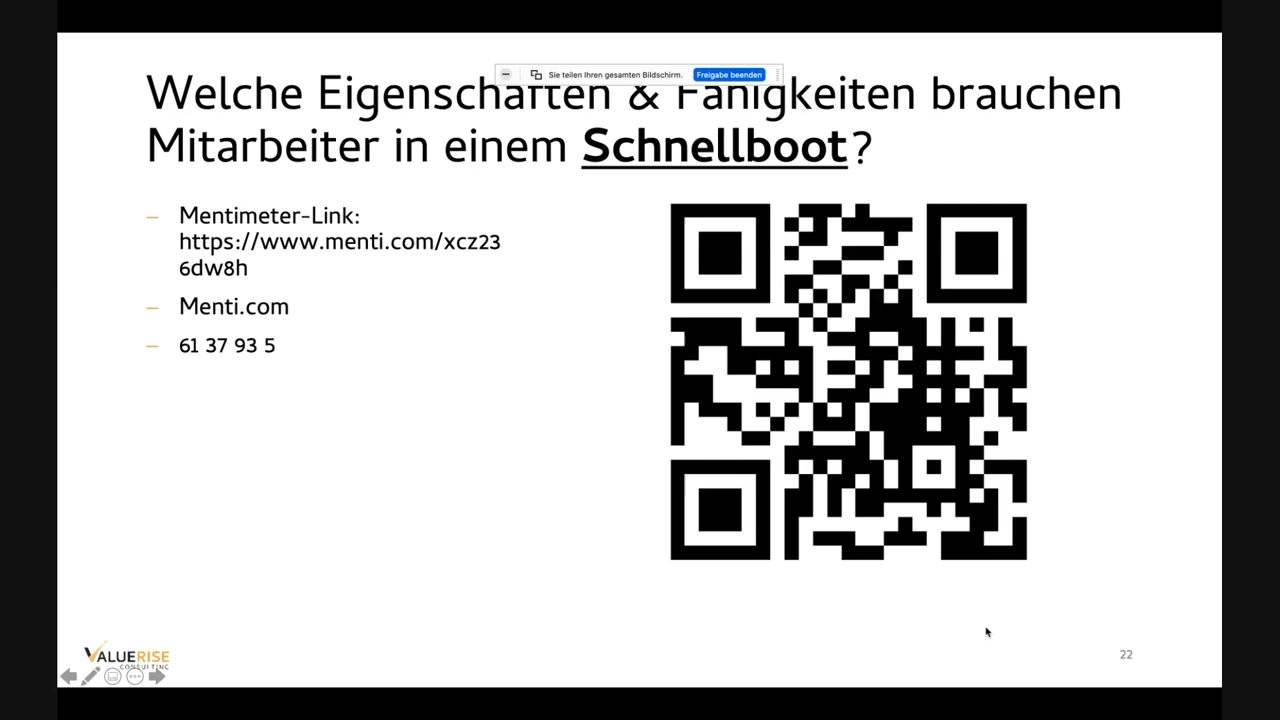 Sie teilen Ihren gesamten Bildschirm. Freigabe beenden
Welche Eigenschaften & Fähigkeiten brauchen
Mitarbeiter in einem Schnellboot?
– Mentimeter-Link:
https://www.menti.com/xcz23
6dw8h
– Menti.com
– 61 37 93 5
VALUERISE
CONSULTING
22